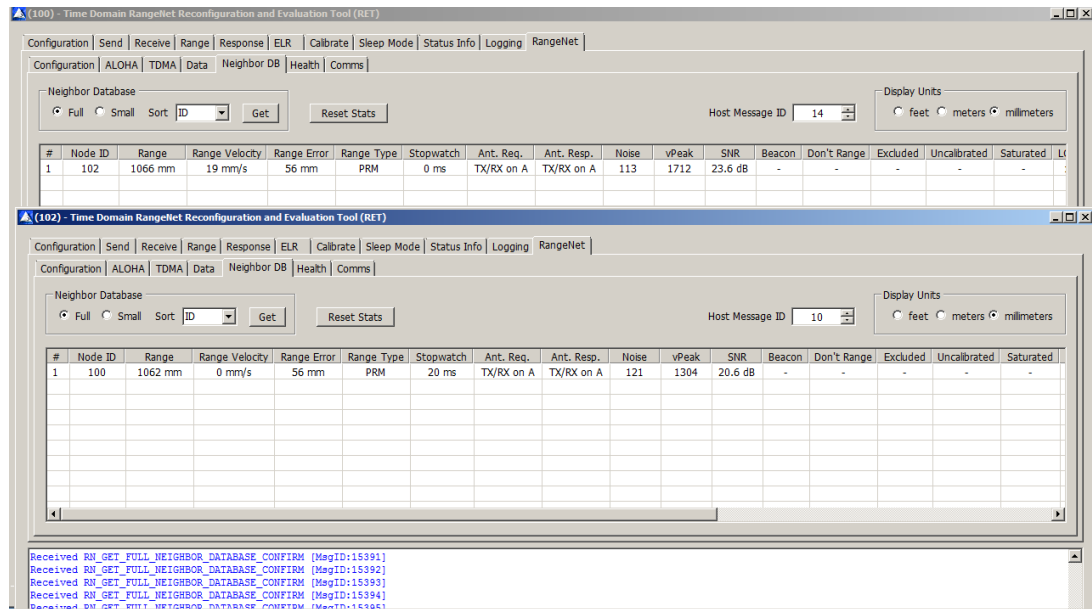 (100) - Time Domain RangeNet Reconfiguration and Evaluation Tool (RET)
Configuration Send Receive Range Response ELR Calibrate Sleep Mode Status Info Logging RangeNet
Configuration ALOHA TDMA Data Neighbor DB Health Comms
Neighbor Database Display Units
Full Small Sort ID Get Reset Stats Host Message ID 14 feet meters milimeters
# Node ID Range Range Velocity Range Error Range Type Stopwatch Ant. Req. Ant. Resp. Noise vPeak SNR Beacon Don't Range Excluded Uncalibrated Saturated
1 102 1066 mm 19 mm/s 56 mm PRM 0 ms TX/RX on A TX/RX on A 113 1712 23.6 dB - - - - -
(102) - Time Domain RangeNet Reconfiguration and Evaluation Tool (RET)
Configuration Send Receive Range Response ELR Calibrate Sleep Mode Status Info Logging RangeNet
Configuration ALOHA TDMA Data Neighbor DB Health Comms
Neighbor Database Display Units
Full Small Sort ID Get Reset Stats Host Message ID 10 feet meters milimeters
# Node ID Range Range Velocity Range Error Range Type Stopwatch Ant. Req. Ant. Resp. Noise vPeak SNR Beacon Don't Range Excluded Uncalibrated Saturated
1 100 1062 mm 0 mm/s 56 mm PRM 20 ms TX/RX on A TX/RX on A 121 1304 20.6 dB - - - - -
Received RN_GET_FULL_NEIGHBOR_DATABASE_CONFIRM [MsgID:15391]
Received RN_GET_FULL_NEIGHBOR_DATABASE_CONFIRM [MsgID:15392]
Received RN_GET_FULL_NEIGHBOR_DATABASE_CONFIRM [MsgID:15393]
Received RN_GET_FULL_NEIGHBOR_DATABASE_CONFIRM [MsgID:15394]
Received RN_GET_FULL_NEIGHBOR_DATABASE_CONFIRM [MsgID:15395]